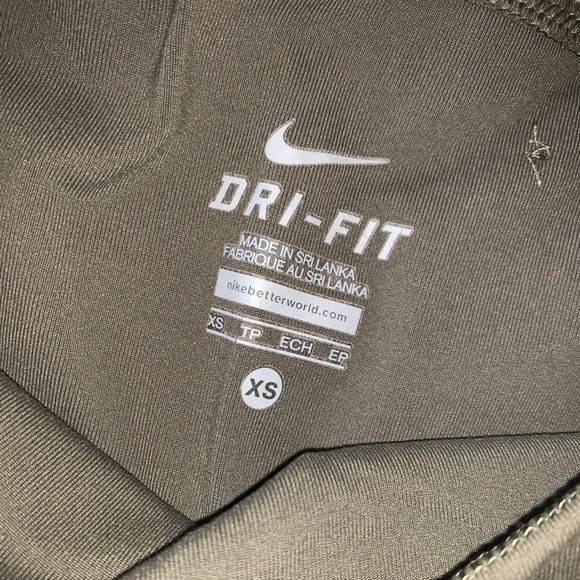 DRI-FIT
MADE IN SRI LANKA
FABRIQUE AU SRI LANKA
nikebetterworld.com
XS TP ECH EP
XS